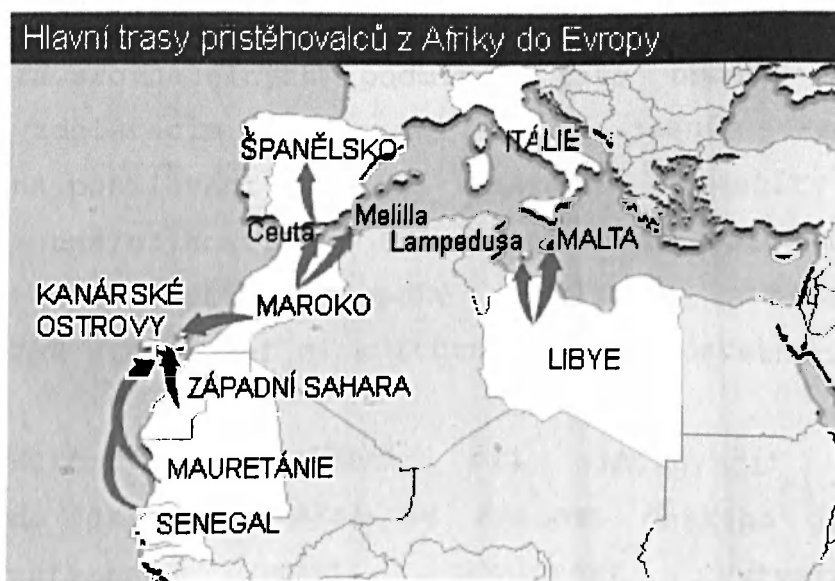 Hlavní trasy přistěhovalců z Afriky do Evropy
ŠPANĚLSKO
ITÁLIE
Ceuta
Melilla
Lampedusa
MALTA
KANÁRSKÉ
OSTROVY
MAROKO
LIBYE
ZÁPADNÍ SAHARA
MAURETÁNIE
SENEGAL